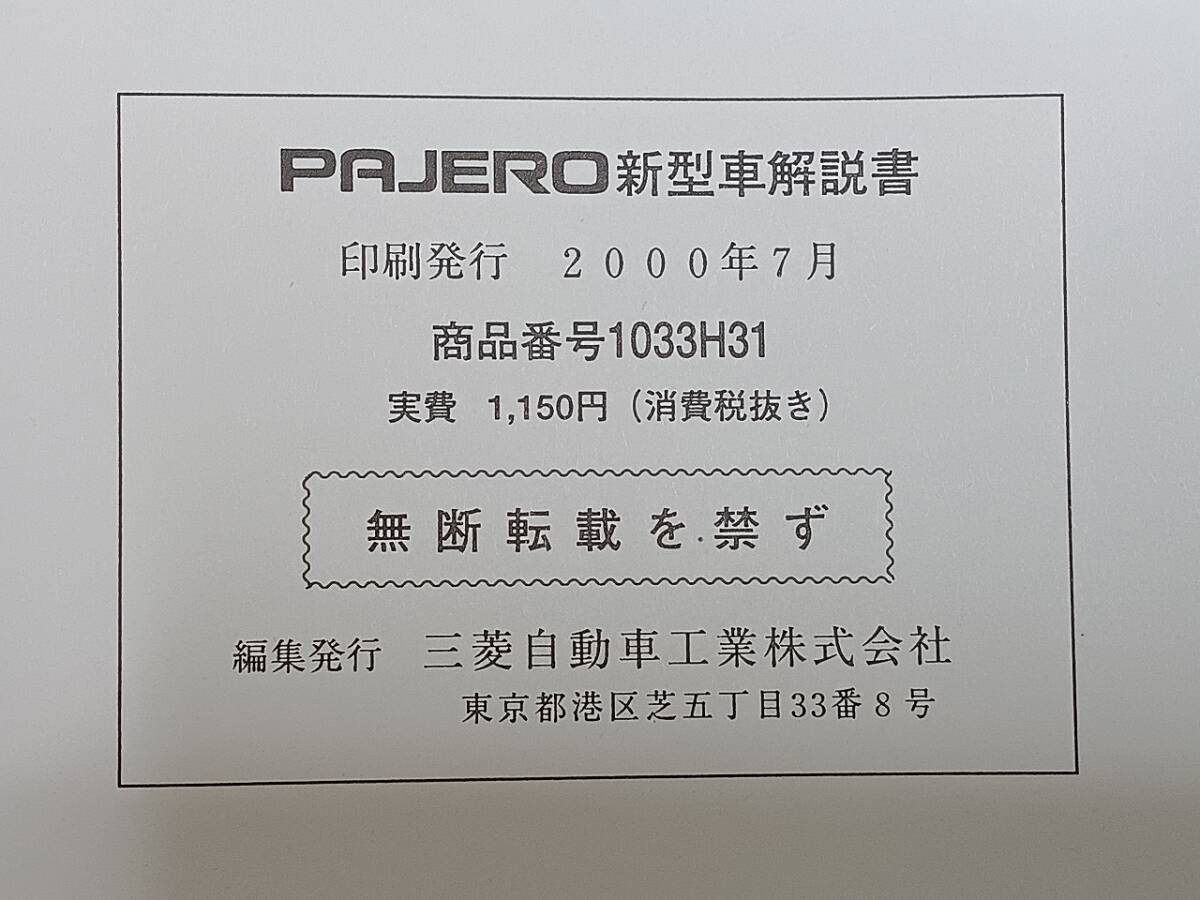 PAJERO新型車解説書
印刷発行　２０００年７月
商品番号1033H31
実費　1,150円（消費税抜き）
無断転載を禁ず
編集発行　三菱自動車工業株式会社
東京都港区芝五丁目33番８号